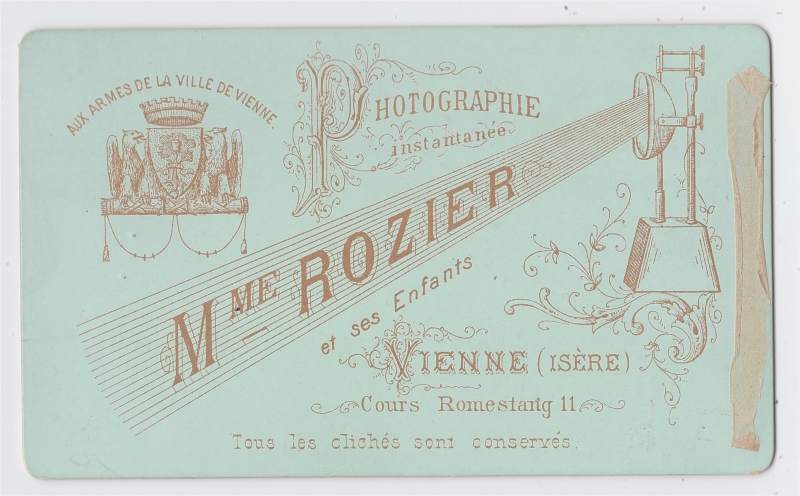 AUX ARMES DE LA VILLE DE VIENNE.
PHOTOGRAPHIE
instantanée
MME ROZIER
et ses Enfants
VIENNE (ISÈRE)
Cours Romestang 11
Tous les clichés sont conservés.